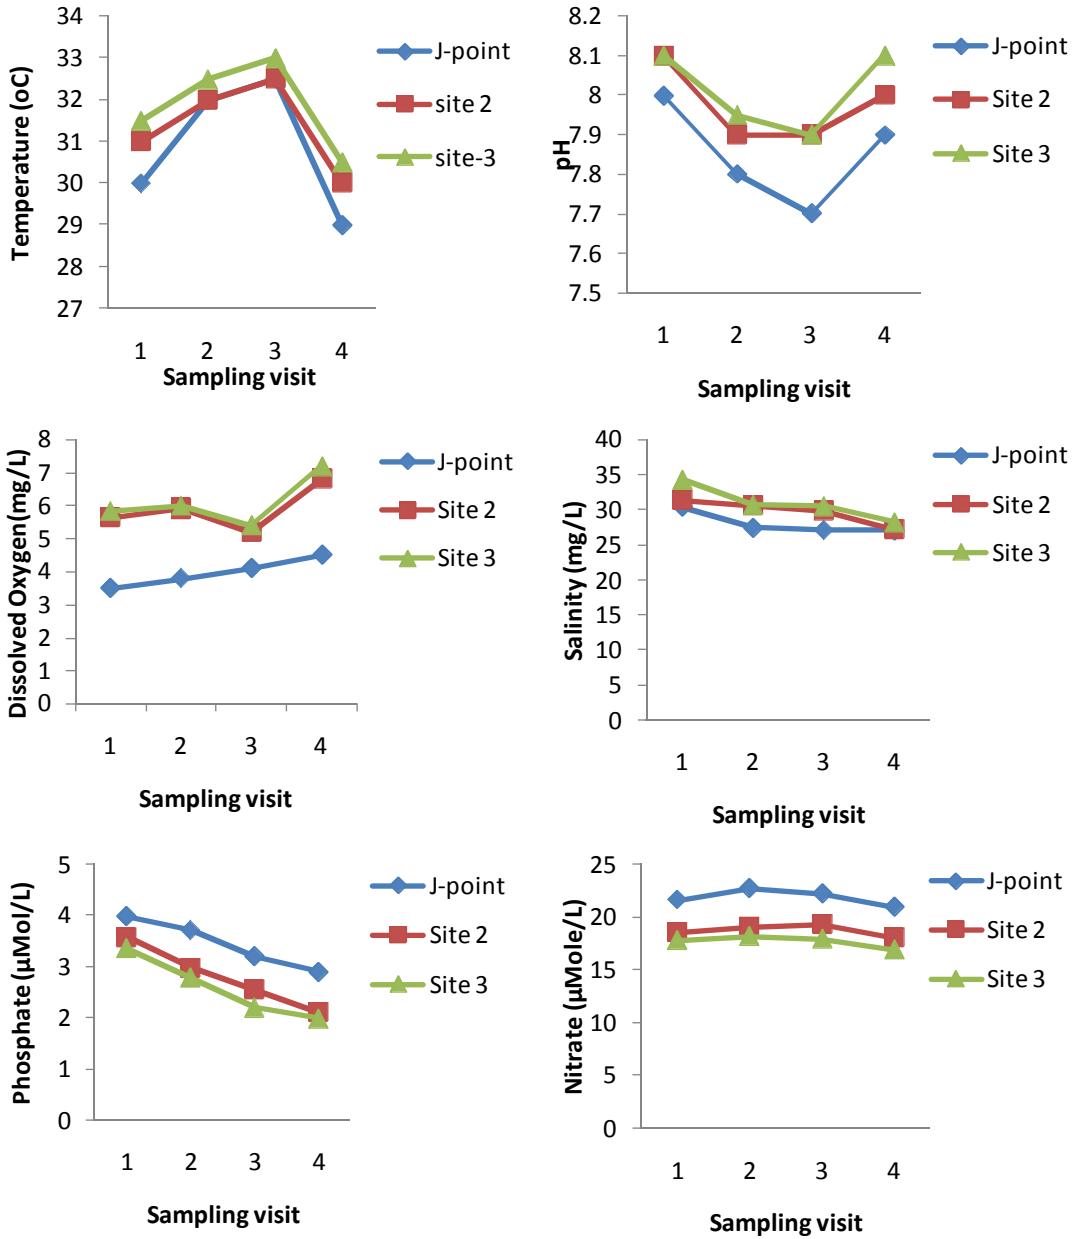 Temperature (oC)
34
33
32
31
30
29
28
27
1 2 3 4
Sampling visit
J-point
site 2
site-3
pH
8.2
8.1
8
7.9
7.8
7.7
7.6
7.5
1 2 3 4
Sampling visit
J-point
Site 2
Site 3
Dissolved Oxygen(mg/L)
8
7
6
5
4
3
2
1
0
1 2 3 4
Sampling visit
J-point
Site 2
Site 3
Salinity (mg/L)
40
35
30
25
20
15
10
5
0
1 2 3 4
Sampling visit
J-point
Site 2
Site 3
Phosphate (µMol/L)
5
4
3
2
1
0
1 2 3 4
Sampling visit
J-point
Site 2
Site 3
Nitrate (µMole/L)
25
20
15
10
5
0
1 2 3 4
Sampling visit
J-point
Site 2
Site 3